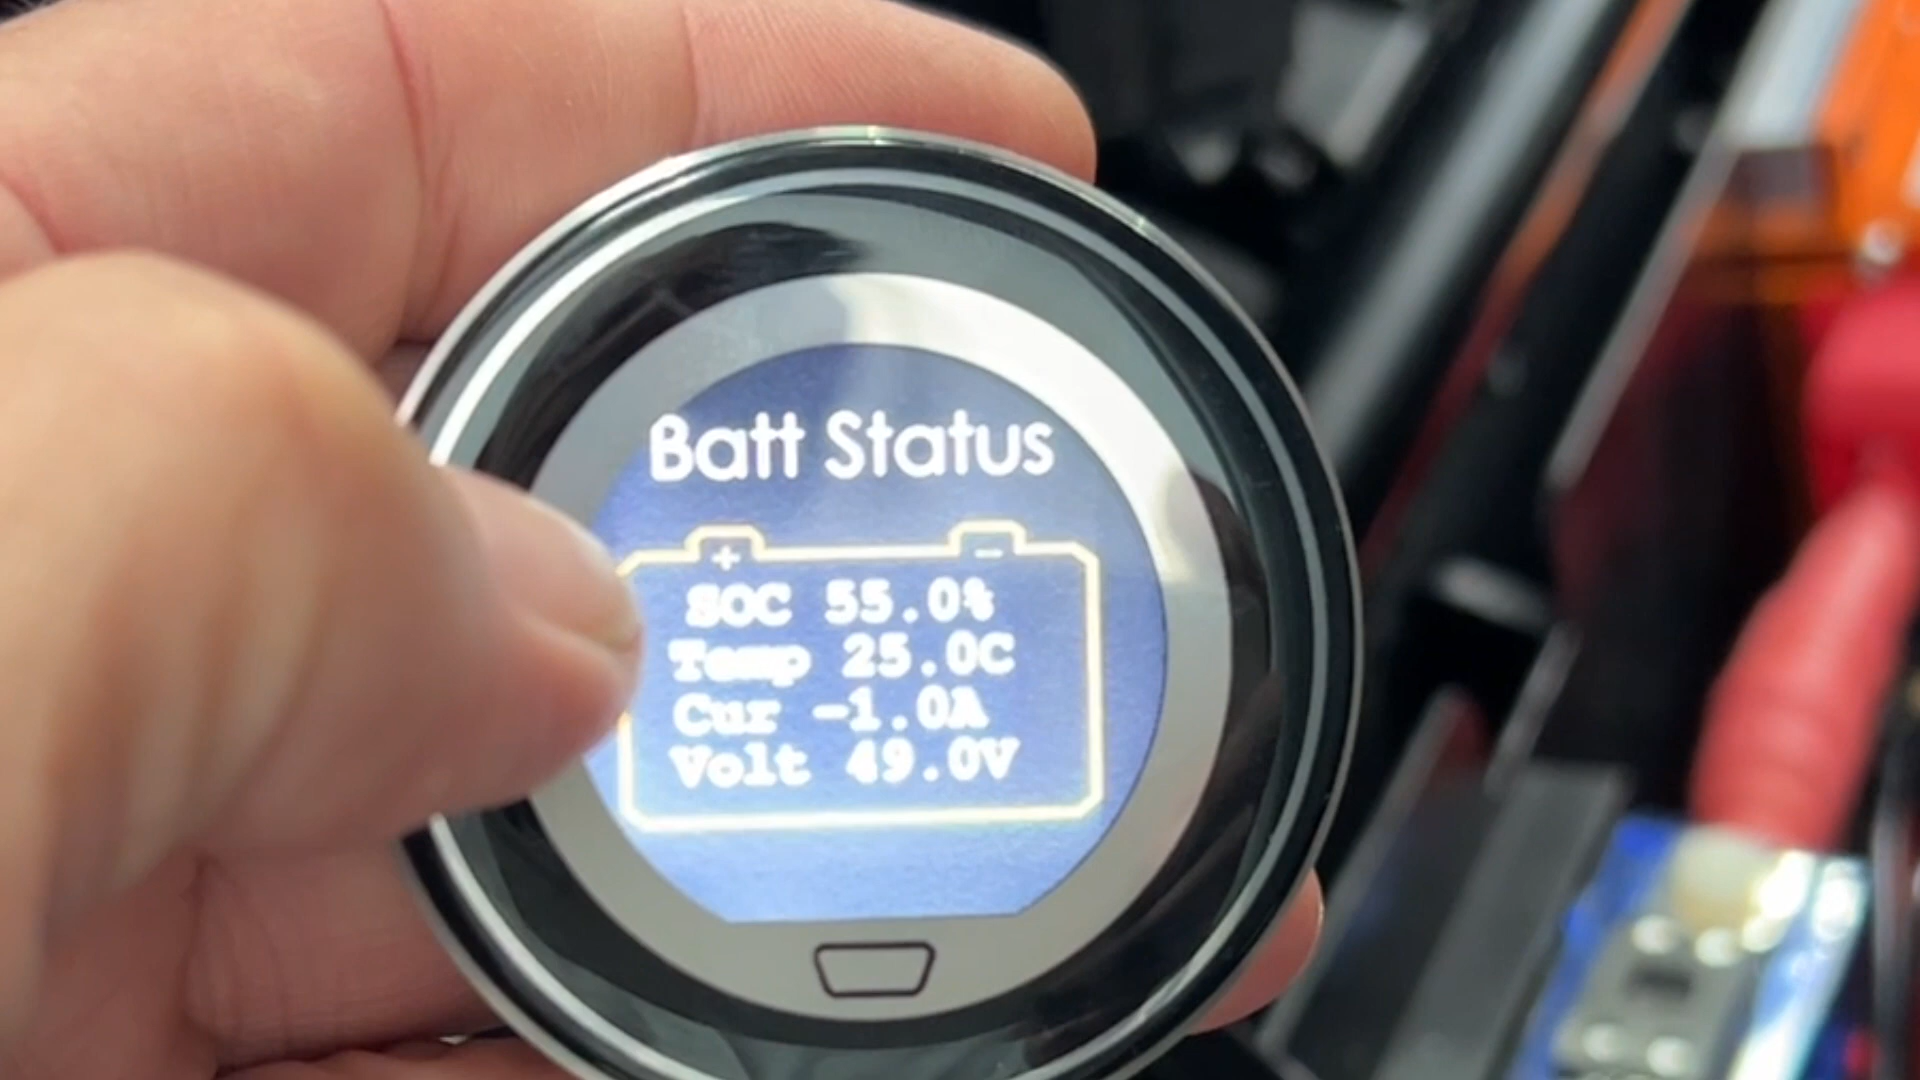 Batt Status
+ −
SOC 55.0%
Temp 25.0C
Cur -1.0A
Volt 49.0V